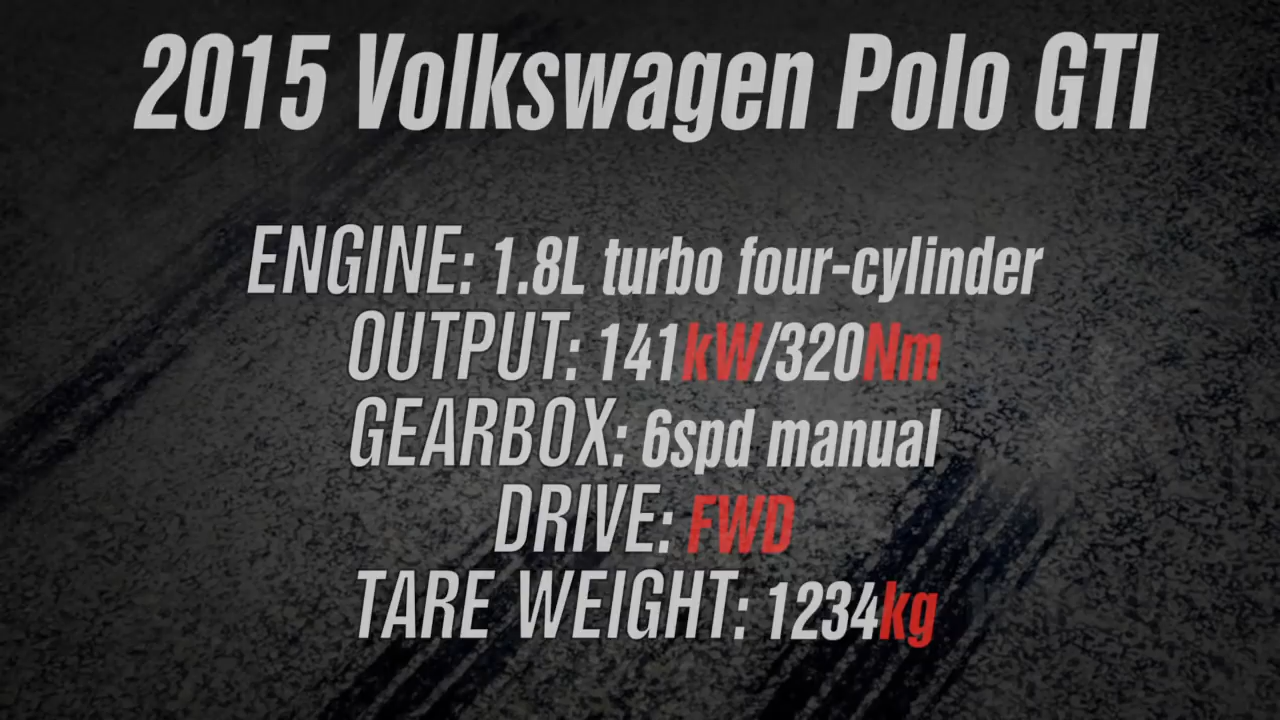 2015 Volkswagen Polo GTI
ENGINE: 1.8L turbo four-cylinder
OUTPUT: 141kW/320Nm
GEARBOX: 6spd manual
DRIVE: FWD
TARE WEIGHT: 1234kg